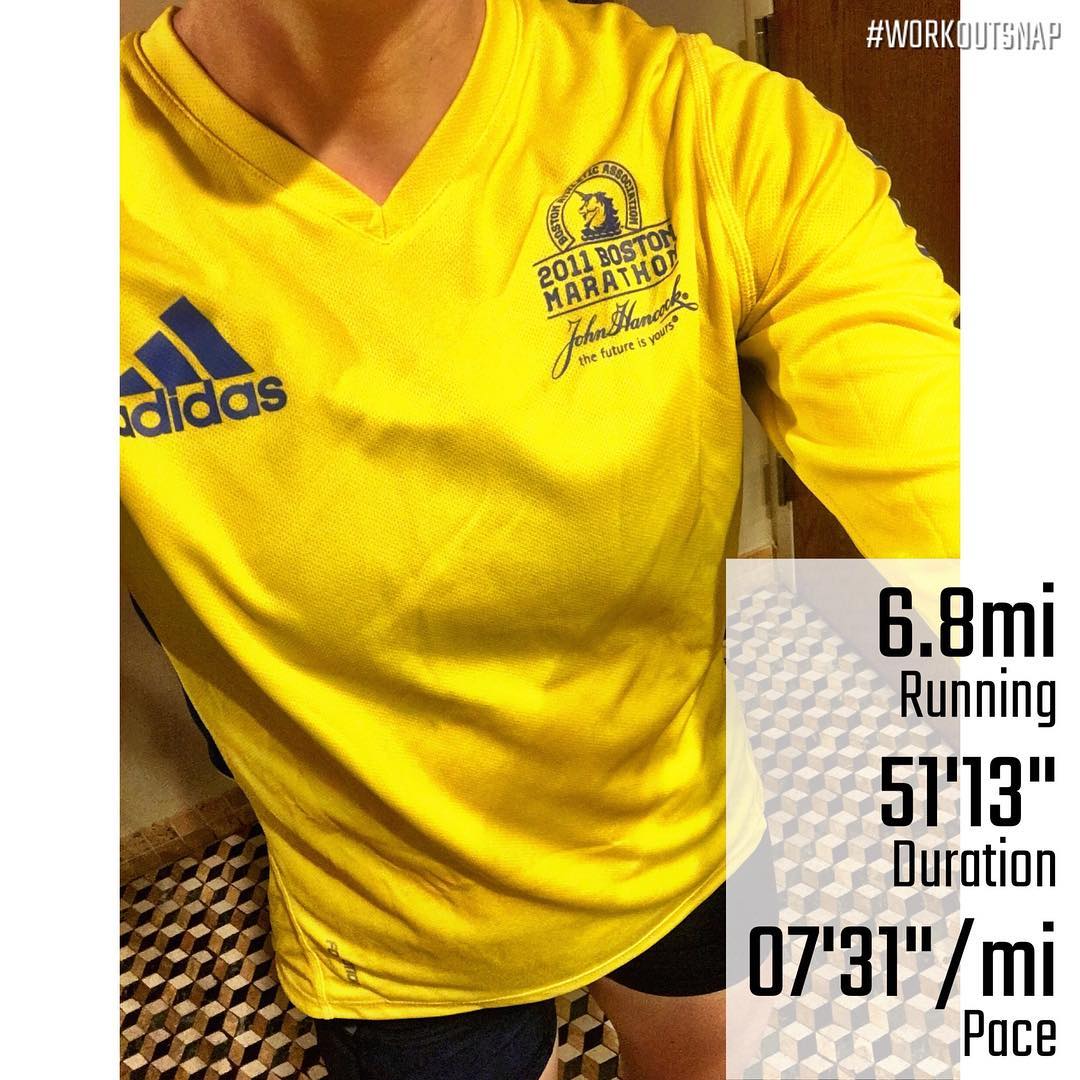 #WORKOUTSNAP
BOSTON ATHLETIC ASSOCIATION
2011 BOSTON
MARATHON
John Hancock®
the future is yours®
adidas
6.8mi
Running
51'13"
Duration
07'31"/mi
Pace